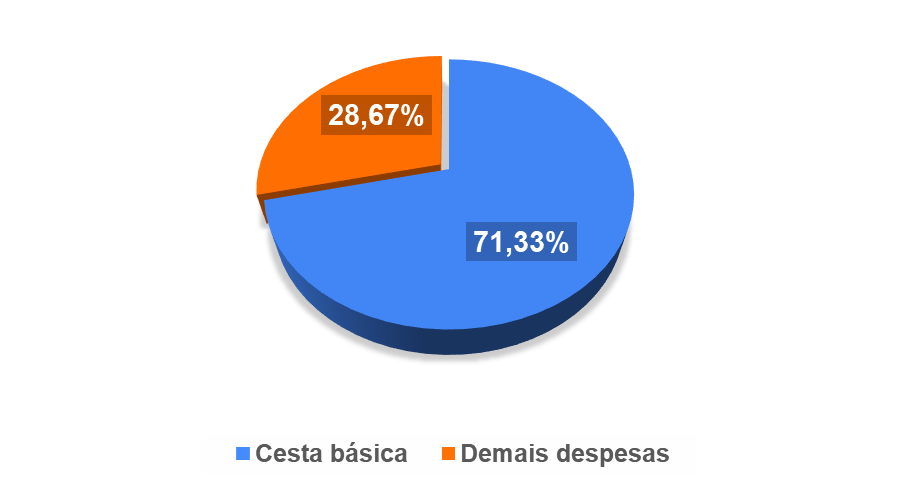 28,67%
71,33%
Cesta básica
Demais despesas